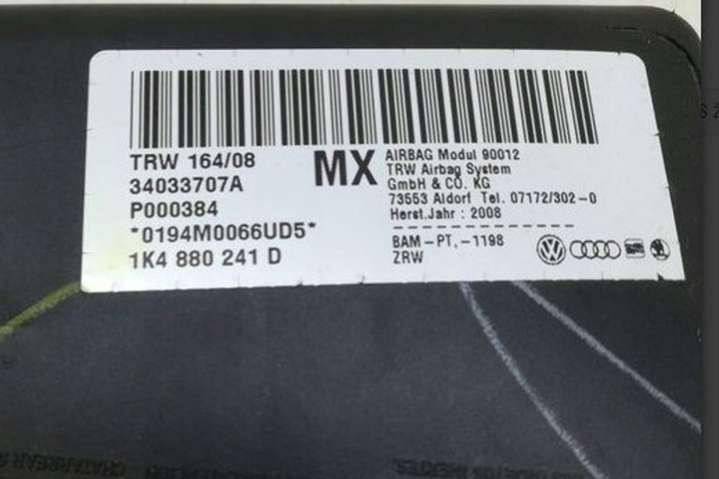 TRW 164/08
34033707A
P000384
*0194M0066UD5*
1K4 880 241 D
MX
AIRBAG Modul 90012
TRW Airbag System
GmbH & CO. KG
73553 Aldorf Tel. 07172/302-0
Herst.Jahr : 2008
BAM-PT,-1198
ZRW